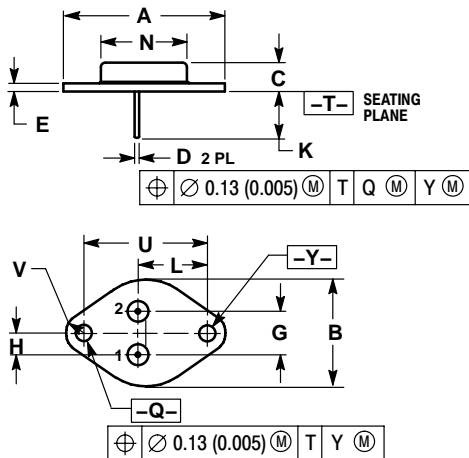 A
N
C
E
–T– SEATING PLANE
D 2 PL
K
⌖ ∅ 0.13 (0.005) Ⓜ T Q Ⓜ Y Ⓜ
U
V
L
–Y–
2
H
G
B
1
–Q–
⌖ ∅ 0.13 (0.005) Ⓜ T Y Ⓜ